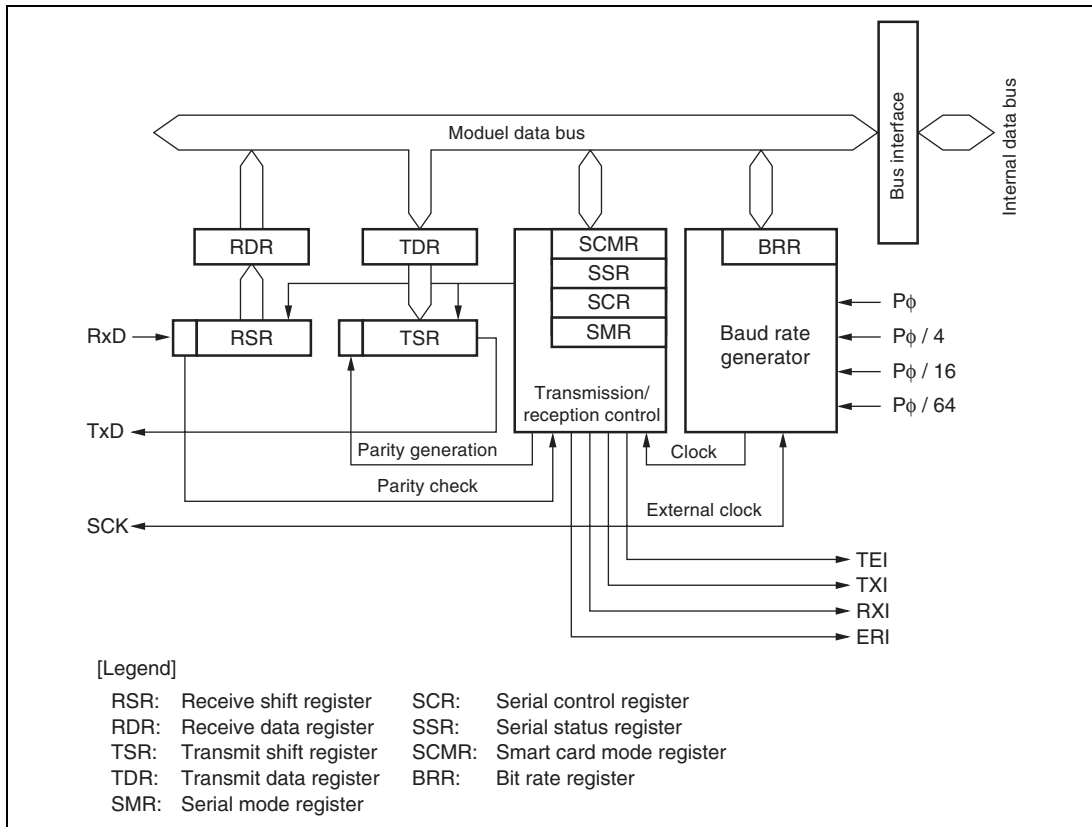 Moduel data bus
Bus interface
Internal data bus
RDR
TDR
SCMR
SSR
SCR
SMR
BRR
RxD
RSR
TSR
Transmission/
reception control
Baud rate
generator
Pφ
Pφ / 4
Pφ / 16
Pφ / 64
TxD
Parity generation
Clock
Parity check
SCK
External clock
TEI
TXI
RXI
ERI
[Legend]
RSR: Receive shift register
RDR: Receive data register
TSR: Transmit shift register
TDR: Transmit data register
SMR: Serial mode register
SCR: Serial control register
SSR: Serial status register
SCMR: Smart card mode register
BRR: Bit rate register